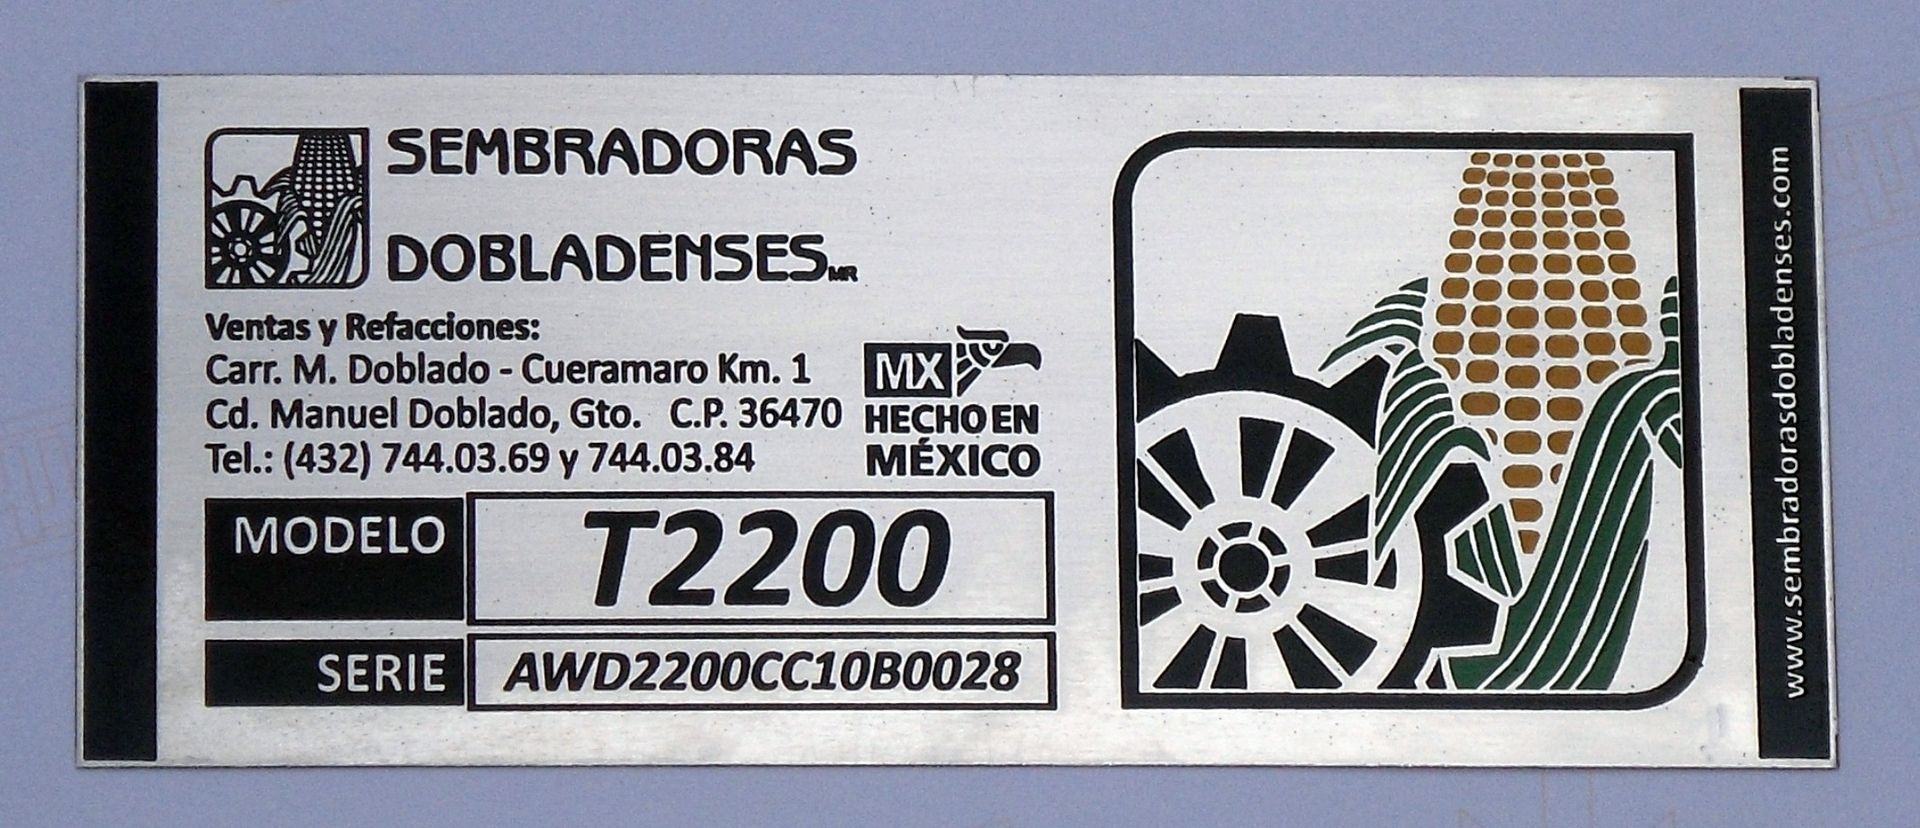 SEMBRADORAS
DOBLADENSES MR
Ventas y Refacciones:
Carr. M. Doblado - Cueramaro Km. 1
Cd. Manuel Doblado, Gto. C.P. 36470
Tel.: (432) 744.03.69 y 744.03.84
MX
HECHO EN
MÉXICO
MODELO T2200
SERIE AWD2200CC10B0028
www.sembradorasdobladenses.com